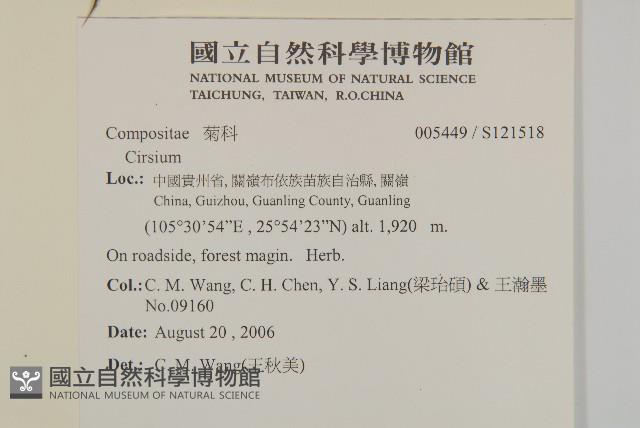 國立自然科學博物館
NATIONAL MUSEUM OF NATURAL SCIENCE
TAICHUNG, TAIWAN, R.O.CHINA
Compositae 菊科 005449 / S121518
Cirsium
Loc.: 中國貴州省, 關嶺布依族苗族自治縣, 關嶺
China, Guizhou, Guanling County, Guanling
(105°30'54”E , 25°54'23”N) alt. 1,920 m.
On roadside, forest magin. Herb.
Col.: C. M. Wang, C. H. Chen, Y. S. Liang(梁珆碩) & 王瀚墨
No.09160
Date: August 20 , 2006
Det.: C. M. Wang(王秋美)
國立自然科學博物館
NATIONAL MUSEUM OF NATURAL SCIENCE